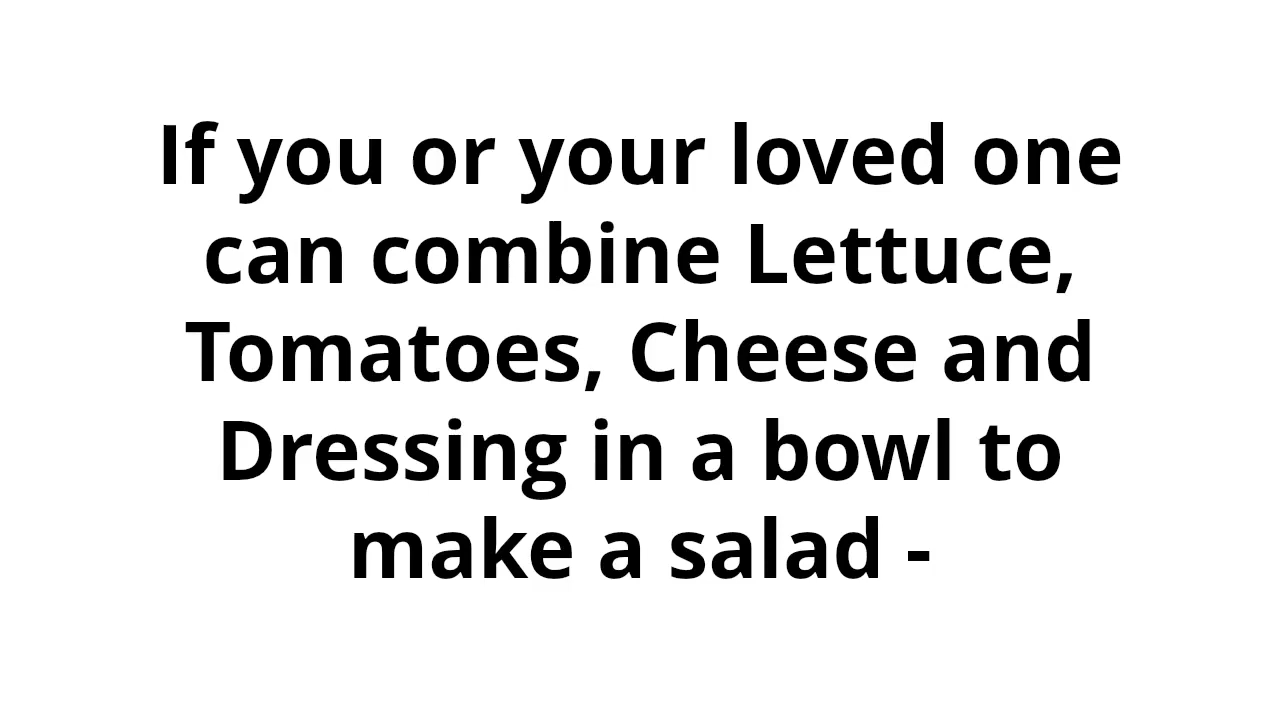 If you or your loved one
can combine Lettuce,
Tomatoes, Cheese and
Dressing in a bowl to
make a salad -